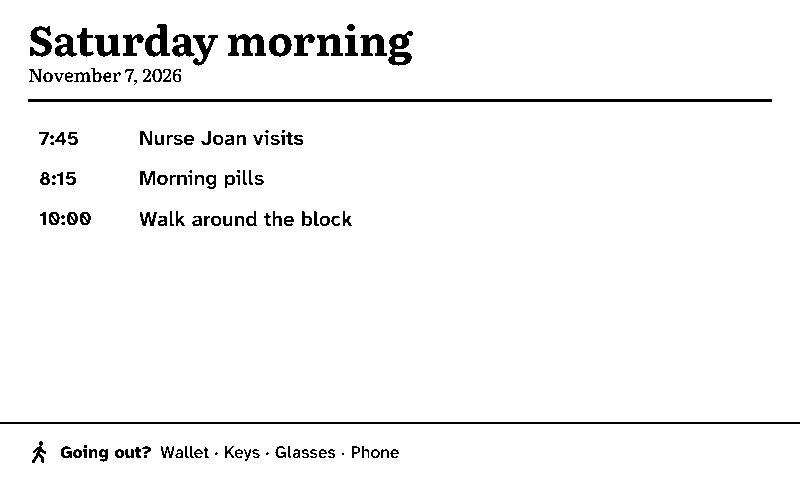 Saturday morning
November 7, 2026
7:45 Nurse Joan visits
8:15 Morning pills
10:00 Walk around the block
Going out? Wallet · Keys · Glasses · Phone